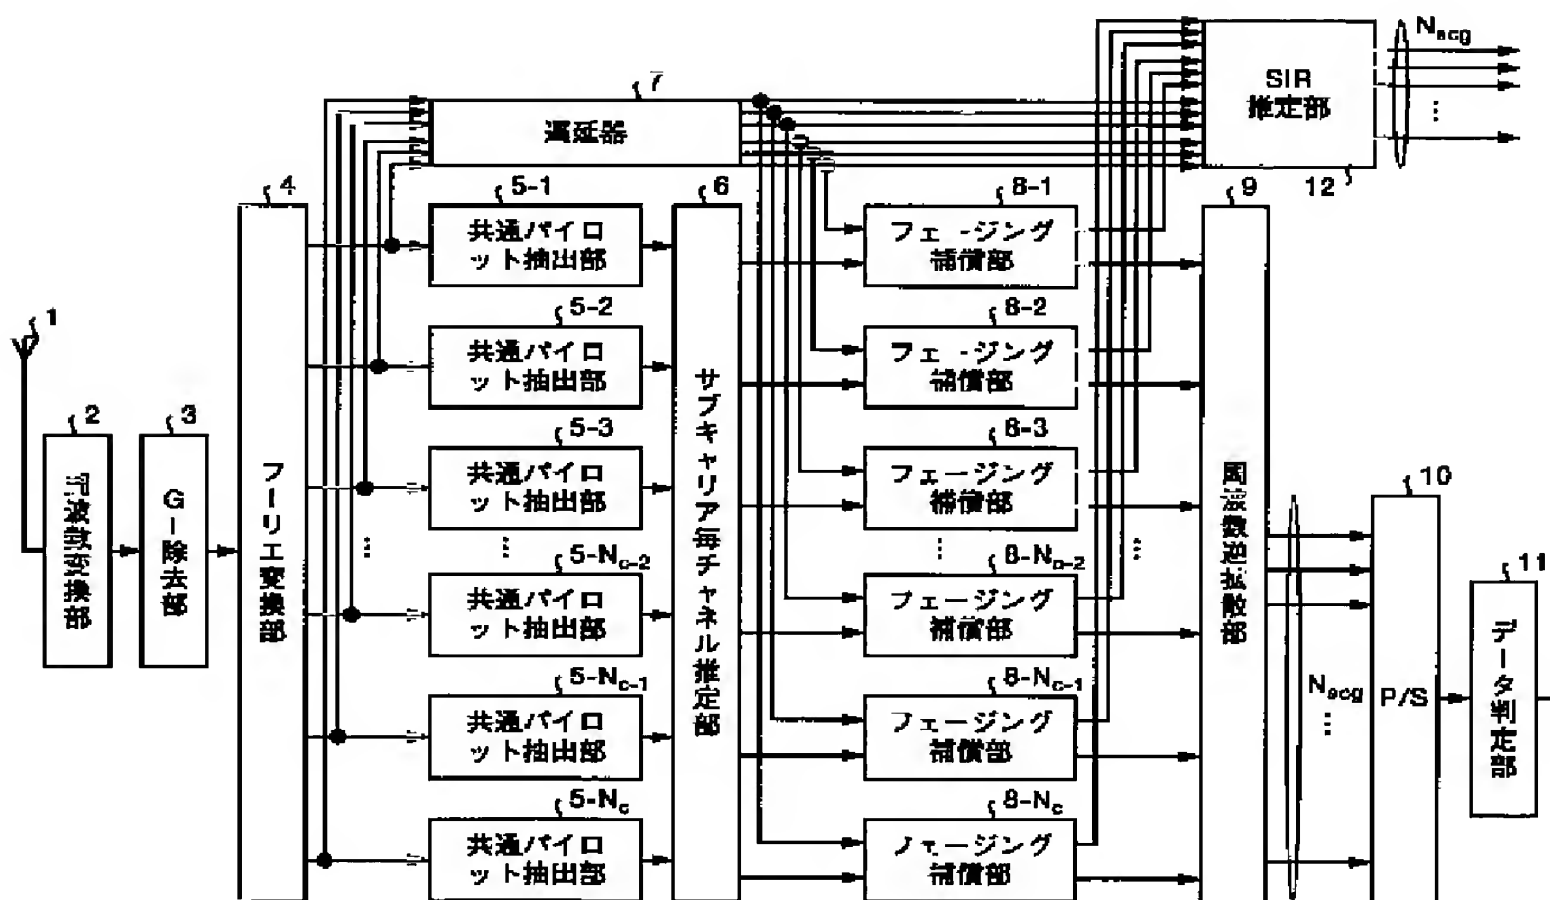 7
遅延器
N_scg
SIR
推定部
⋮
12
4
フーリエ変換部
5-1
共通パイロ
ット抽出部
5-2
共通パイロ
ット抽出部
5-3
共通パイロ
ット抽出部
⋮
⋮
5-N_c-2
共通パイロ
ット抽出部
5-N_c-1
共通パイロ
ット抽出部
5-N_c
共通パイロ
ット抽出部
6
サブキャリア毎チャネル推定部
8-1
フェージング
補償部
8-2
フェージング
補償部
8-3
フェージング
補償部
⋮
⋮
8-N_c-2
フェージング
補償部
8-N_c-1
フェージング
補償部
8-N_c
フェージング
補償部
9
周波数逆拡散部
1
2
周波数変換部
3
G-除去部
N_scg
⋮
10
P/S
11
データ判定部